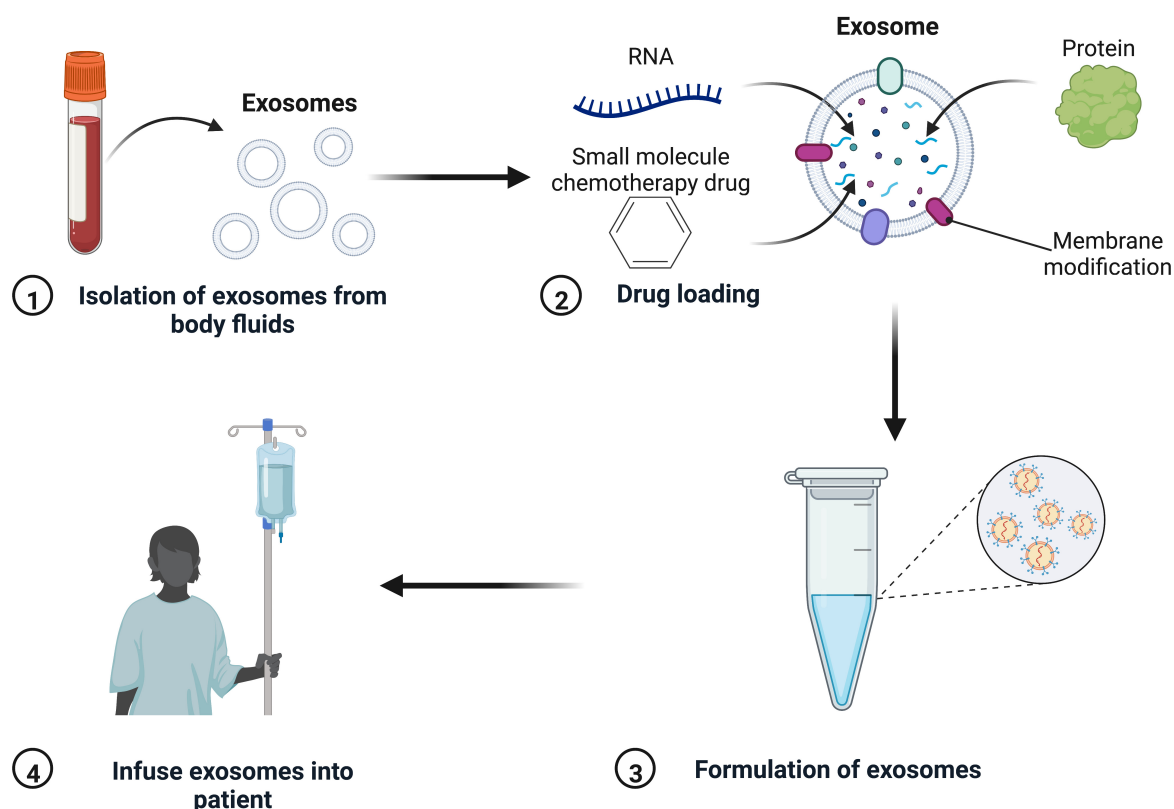 Exosomes
1
Isolation of exosomes from
body fluids
Exosome
RNA
Protein
Small molecule
chemotherapy drug
Membrane
modification
2
Drug loading
3
Formulation of exosomes
4
Infuse exosomes into
patient